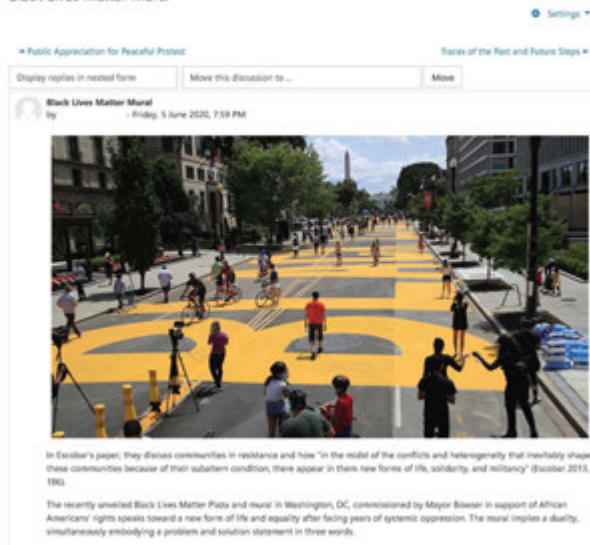 Black Lives Matter Mural
Settings
Public Appreciation for Peaceful Protest
Traces of the Past and Future Steps
Display replies in nested form
Move this discussion to ...
Move
Black Lives Matter Mural
by - Friday, 5 June 2020, 7:59 PM
In Escobar's paper, they discuss communities in resistance and how "in the midst of the conflicts and heterogeneity that inevitably shape
these communities because of their subaltern condition, there appear in them new forms of life, solidarity, and militancy" (Escobar 2013,
186).
The recently unveiled Black Lives Matter Plaza and mural in Washington, DC, commissioned by Mayor Bowser in support of African
Americans' rights speaks toward a new form of life and equality after facing years of systemic oppression. The mural implies a duality,
simultaneously embodying a problem and solution statement in three words.